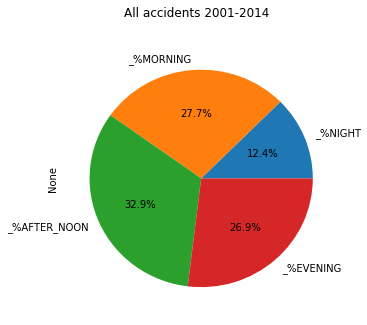 All accidents 2001-2014
_%MORNING
27.7%
_%NIGHT
12.4%
None
32.9%
_%AFTER_NOON
26.9%
_%EVENING